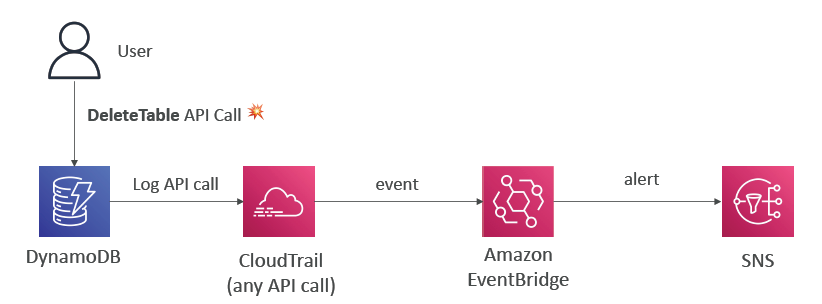 User
DeleteTable API Call
Log API call
event
alert
DynamoDB
CloudTrail
(any API call)
Amazon
EventBridge
SNS